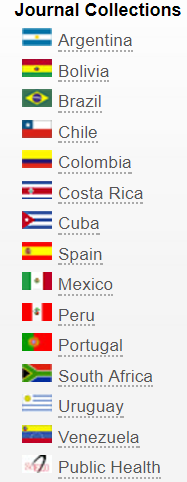 Journal Collections
Argentina
Bolivia
Brazil
Chile
Colombia
Costa Rica
Cuba
Spain
Mexico
Peru
Portugal
South Africa
Uruguay
Venezuela
Public Health